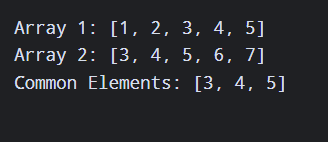 Array 1: [1, 2, 3, 4, 5]
Array 2: [3, 4, 5, 6, 7]
Common Elements: [3, 4, 5]